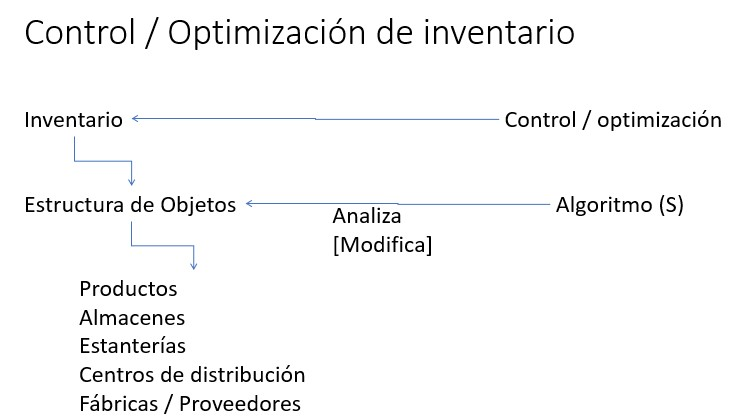 Control / Optimización de inventario
Inventario
Control / optimización
Estructura de Objetos
Analiza
[Modifica]
Algoritmo (S)
Productos
Almacenes
Estanterías
Centros de distribución
Fábricas / Proveedores